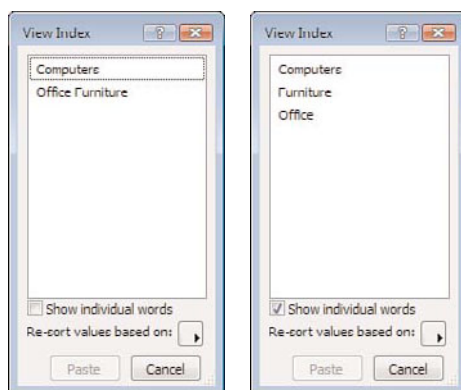 View Index
Computers
Office Furniture
Show individual words
Re-sort values based on:
Paste Cancel
View Index
Computers
Furniture
Office
Show individual words
Re-sort values based on:
Paste Cancel